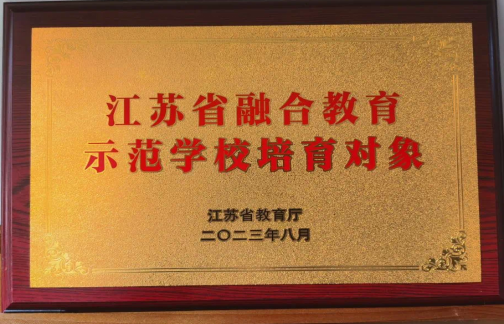 江苏省融合教育
示范学校培育对象
江苏省教育厅
二〇二三年八月